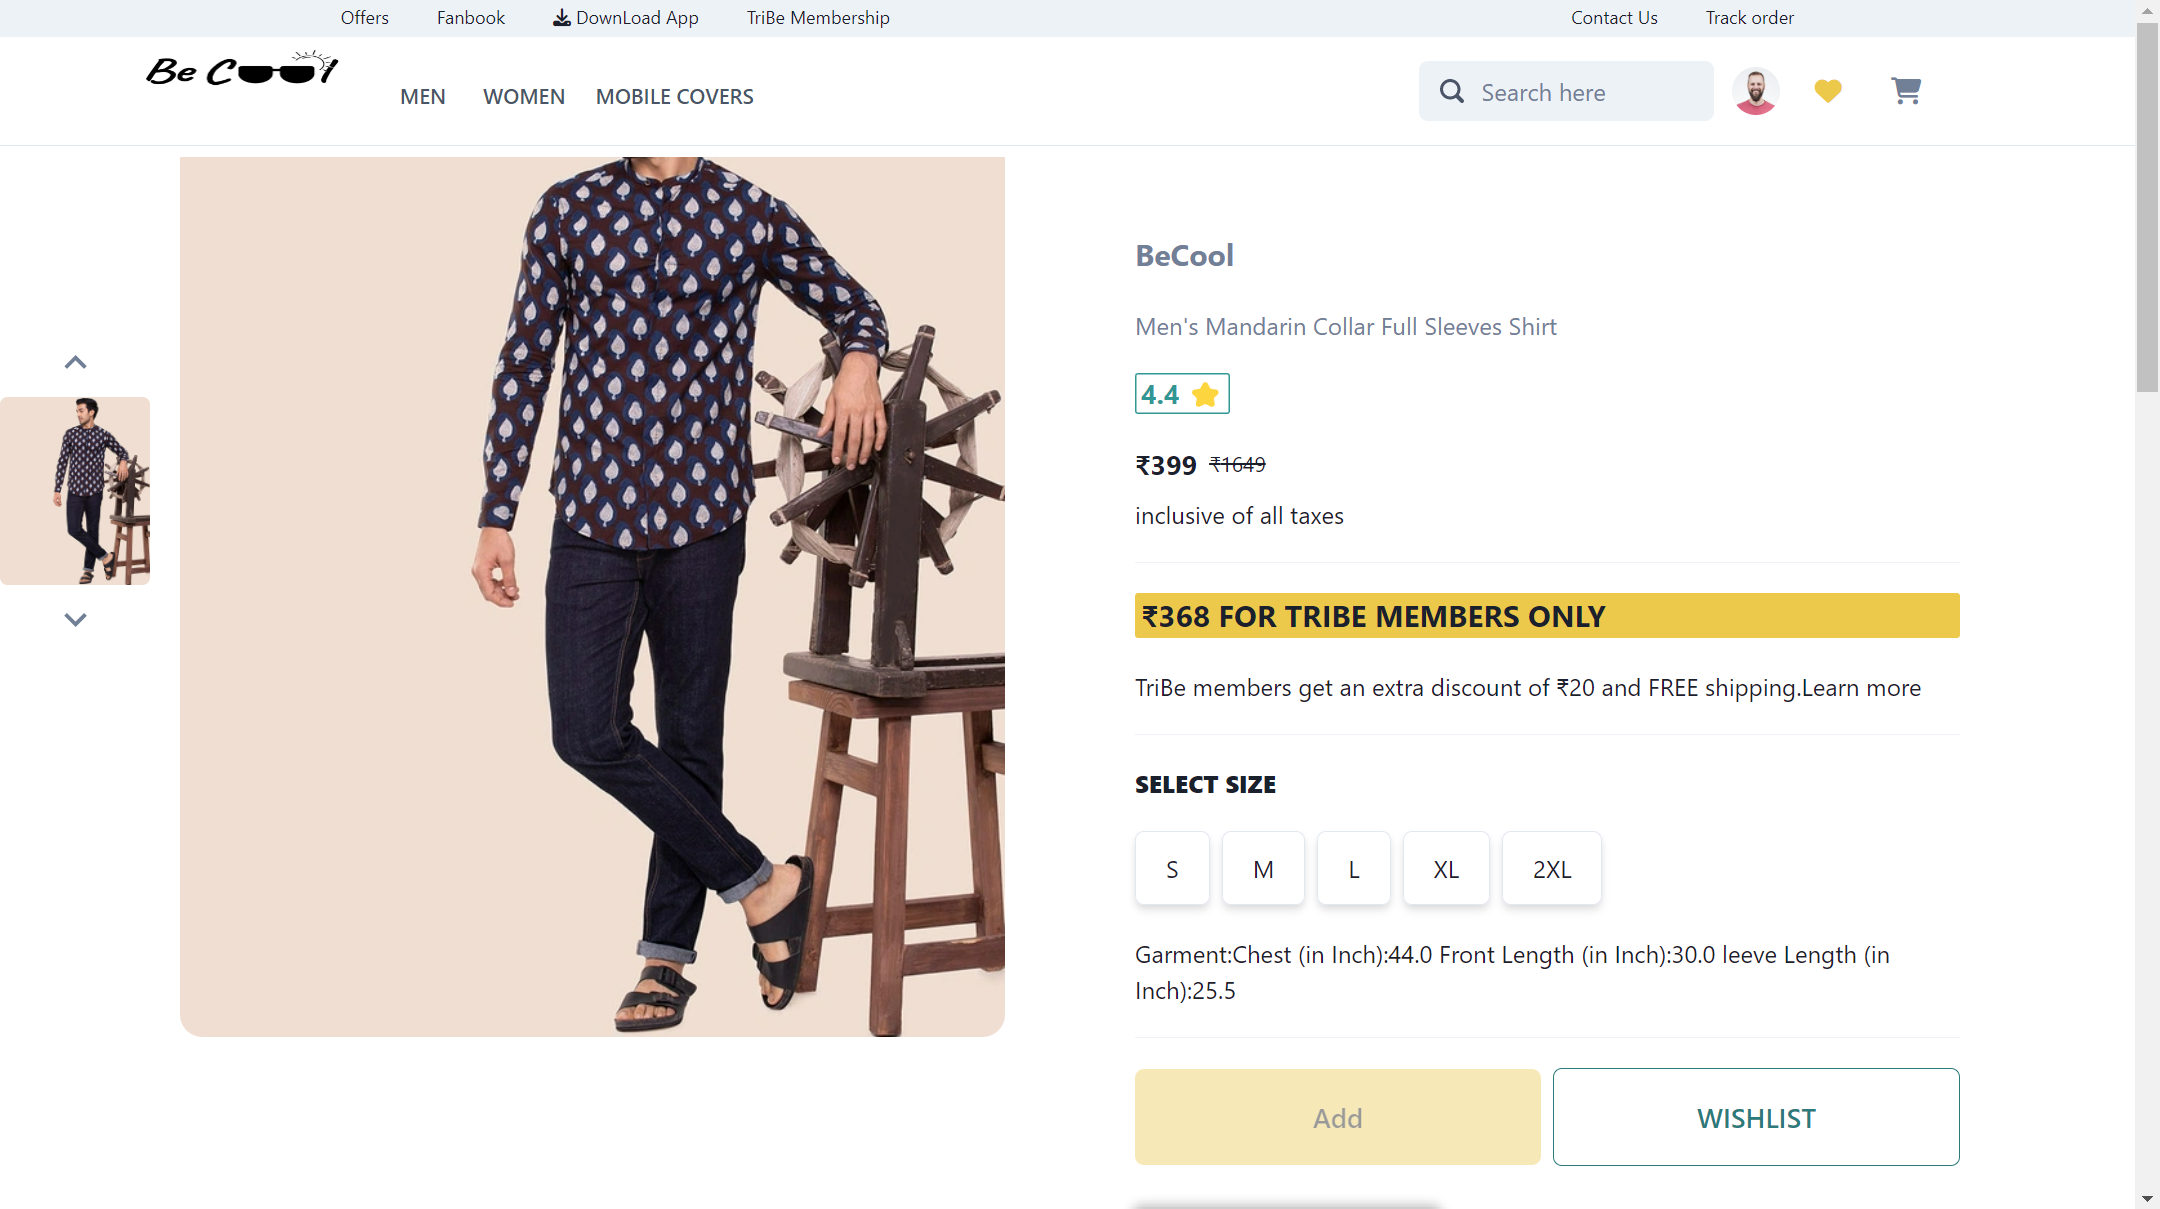 Offers Fanbook DownLoad App TriBe Membership Contact Us Track order
Be Cool
MEN WOMEN MOBILE COVERS
Search here
BeCool
Men's Mandarin Collar Full Sleeves Shirt
4.4
₹399 ₹1649
inclusive of all taxes
₹368 FOR TRIBE MEMBERS ONLY
TriBe members get an extra discount of ₹20 and FREE shipping.Learn more
SELECT SIZE
S M L XL 2XL
Garment:Chest (in Inch):44.0 Front Length (in Inch):30.0 leeve Length (in
Inch):25.5
Add WISHLIST